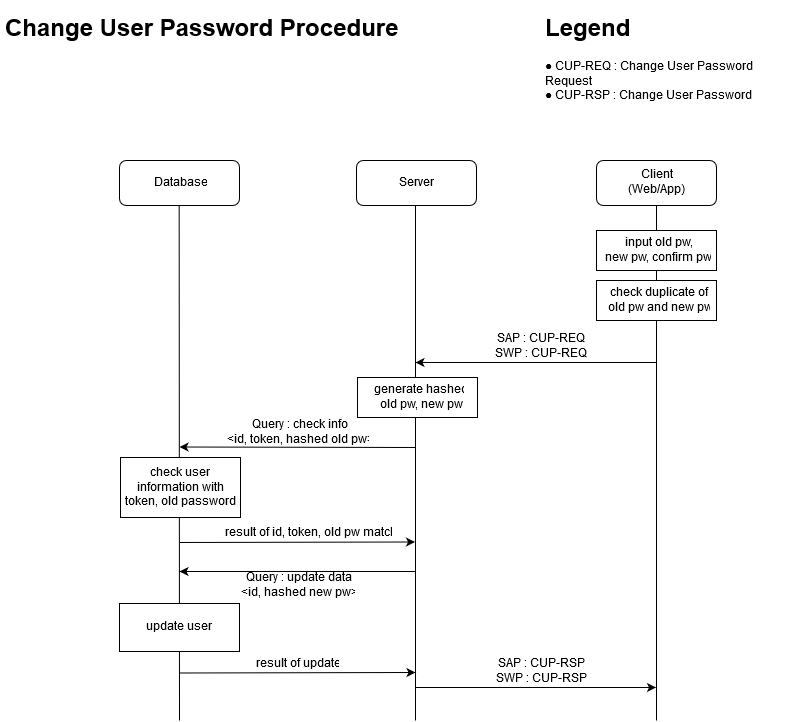 Change User Password Procedure
Legend
● CUP-REQ : Change User Password
Request
● CUP-RSP : Change User Password
Database
Server
Client
(Web/App)
input old pw,
new pw, confirm pw
check duplicate of
old pw and new pw
SAP : CUP-REQ
SWP : CUP-REQ
generate hashed
old pw, new pw
Query : check info
<id, token, hashed old pw>
check user
information with
token, old password
result of id, token, old pw match
Query : update data
<id, hashed new pw>
update user
result of update
SAP : CUP-RSP
SWP : CUP-RSP